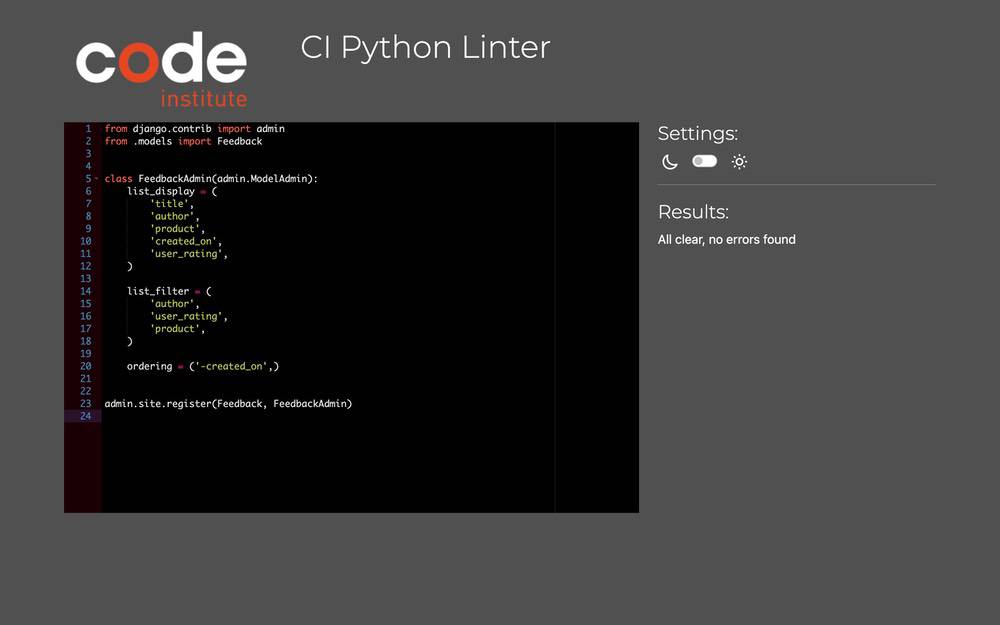 code
institute
CI Python Linter
1 from django.contrib import admin
2 from .models import Feedback
3
4
5 class FeedbackAdmin(admin.ModelAdmin):
6     list_display = (
7         'title',
8         'author',
9         'product',
10         'created_on',
11         'user_rating',
12     )
13
14     list_filter = (
15         'author',
16         'user_rating',
17         'product',
18     )
19
20     ordering = ('-created_on',)
21
22
23 admin.site.register(Feedback, FeedbackAdmin)
24
Settings:
Results:
All clear, no errors found